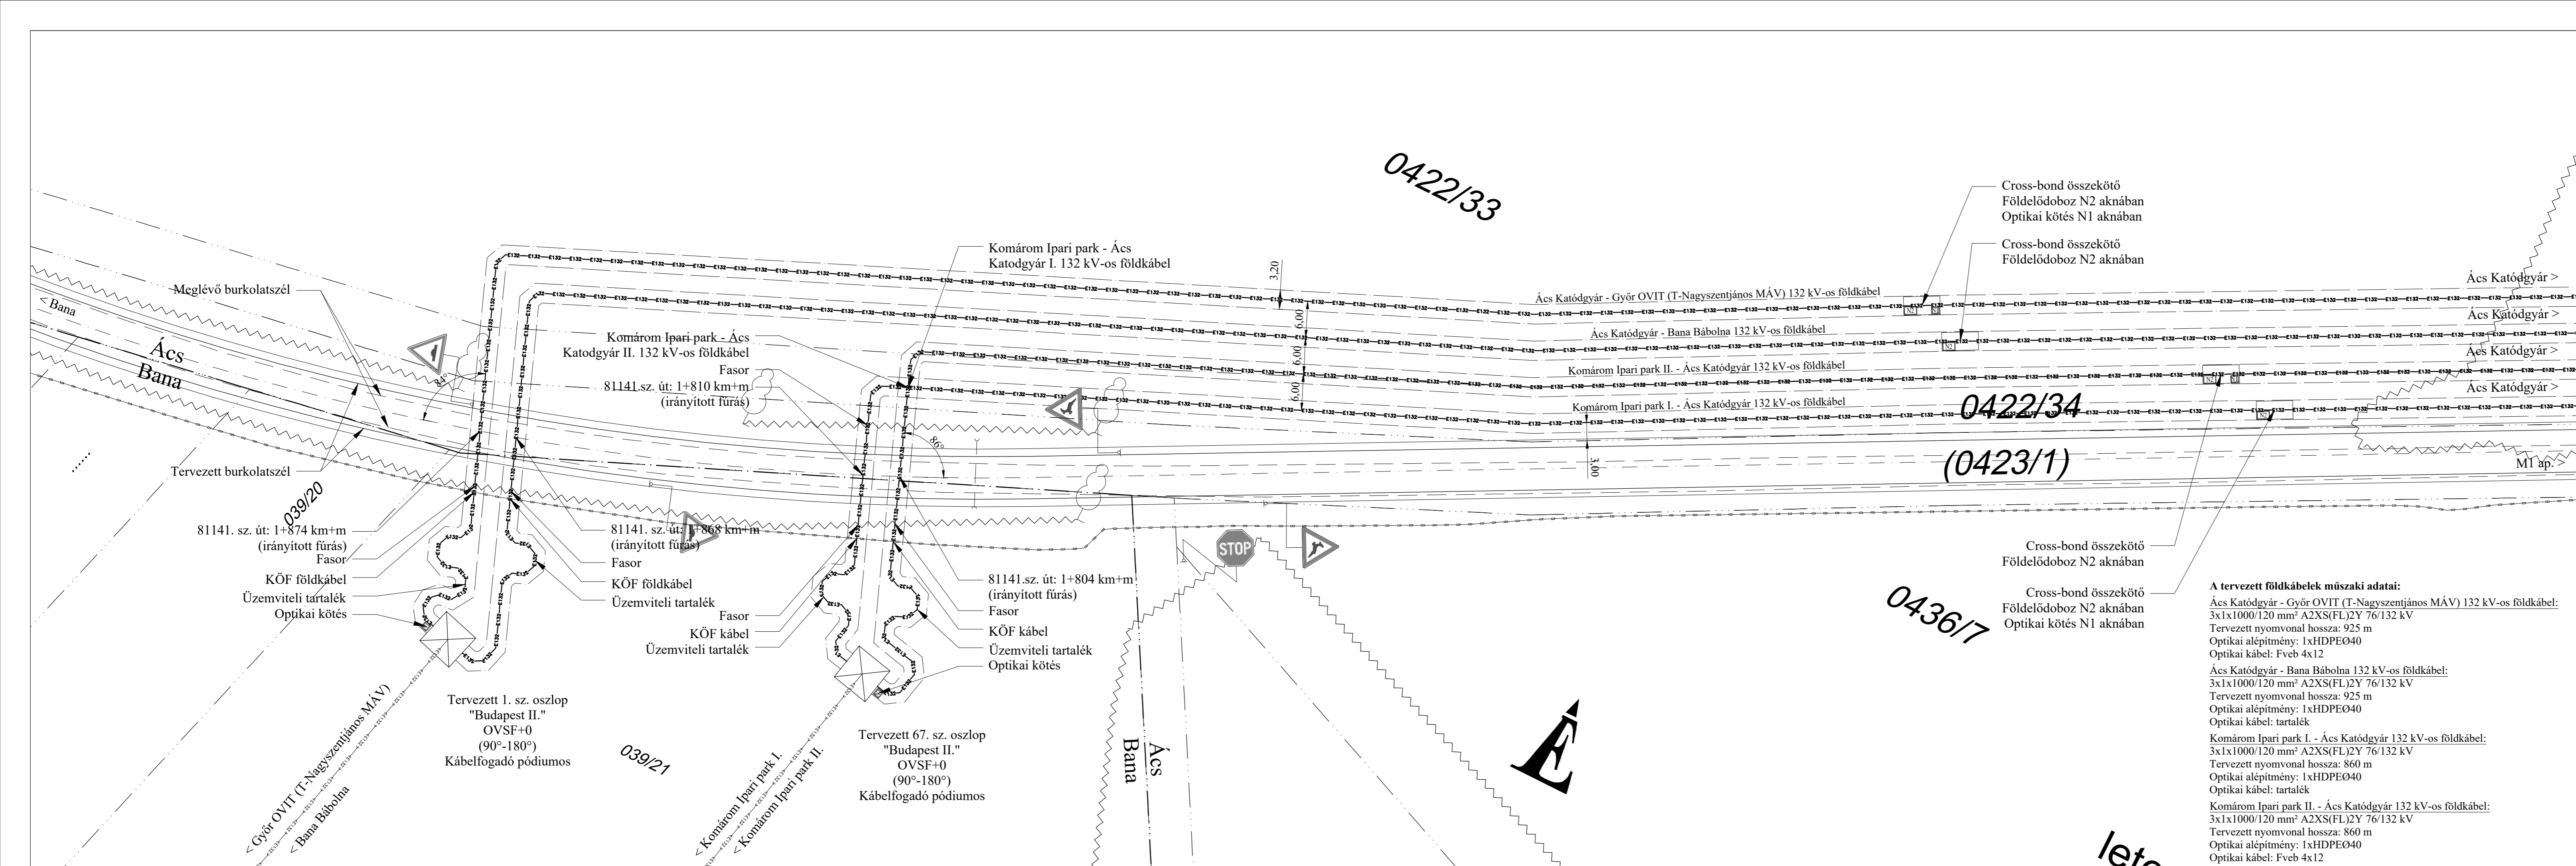 0422/33
Cross-bond összekötő
Földelődoboz N2 aknában
Optikai kötés N1 aknában
Cross-bond összekötő
Földelődoboz N2 aknában
Komárom Ipari park - Ács
Katodgyár I. 132 kV-os földkábel
3,20
6,00
6,00
6,00
Ács Katódgyár - Győr OVIT (T-Nagyszentjános MÁV) 132 kV-os földkábel
Ács Katódgyár - Bana Bábolna 132 kV-os földkábel
Komárom Ipari park II. - Ács Katódgyár 132 kV-os földkábel
Komárom Ipari park I. - Ács Katódgyár 132 kV-os földkábel
Ács Katódgyár >
Ács Katódgyár >
Ács Katódgyár >
Ács Katódgyár >
N2
N2
N2
N2
Meglévő burkolatszél
< Bana
Ács
Bana
84°
Komárom Ipari park - Ács
Katodgyár II. 132 kV-os földkábel
Fasor
81141.sz. út: 1+810 km+m
(irányított fúrás)
86°
0422/34
(0423/1)
3,00
M1 ap. >
Tervezett burkolatszél
039/20
81141. sz. út: 1+874 km+m
(irányított fúrás)
Fasor
KÖF földkábel
Üzemviteli tartalék
Optikai kötés
81141. sz. út: 1+868 km+m
(irányított fúrás)
Fasor
KÖF földkábel
Üzemviteli tartalék
Fasor
KÖF kábel
Üzemviteli tartalék
81141.sz. út: 1+804 km+m
(irányított fúrás)
Fasor
KÖF kábel
Üzemviteli tartalék
Optikai kötés
STOP
Cross-bond összekötő
Földelődoboz N2 aknában
Cross-bond összekötő
Földelődoboz N2 aknában
Optikai kötés N1 aknában
0436/7
Tervezett 1. sz. oszlop
"Budapest II."
OVSF+0
(90°-180°)
Kábelfogadó pódiumos
Tervezett 67. sz. oszlop
"Budapest II."
OVSF+0
(90°-180°)
Kábelfogadó pódiumos
039/21
< Győr OVIT (T-Nagyszentjános MÁV)
< Bana Bábolna
< Komárom Ipari park I.
< Komárom Ipari park II.
Ács
Bana
É
A tervezett földkábelek műszaki adatai:
Ács Katódgyár - Győr OVIT (T-Nagyszentjános MÁV) 132 kV-os földkábel:
3x1x1000/120 mm² A2XS(FL)2Y 76/132 kV
Tervezett nyomvonal hossza: 925 m
Optikai alépítmény: 1xHDPEØ40
Optikai kábel: Fveb 4x12
Ács Katódgyár - Bana Bábolna 132 kV-os földkábel:
3x1x1000/120 mm² A2XS(FL)2Y 76/132 kV
Tervezett nyomvonal hossza: 925 m
Optikai alépítmény: 1xHDPEØ40
Optikai kábel: tartalék
Komárom Ipari park I. - Ács Katódgyár 132 kV-os földkábel:
3x1x1000/120 mm² A2XS(FL)2Y 76/132 kV
Tervezett nyomvonal hossza: 860 m
Optikai alépítmény: 1xHDPEØ40
Optikai kábel: tartalék
Komárom Ipari park II. - Ács Katódgyár 132 kV-os földkábel:
3x1x1000/120 mm² A2XS(FL)2Y 76/132 kV
Tervezett nyomvonal hossza: 860 m
Optikai alépítmény: 1xHDPEØ40
Optikai kábel: Fveb 4x12